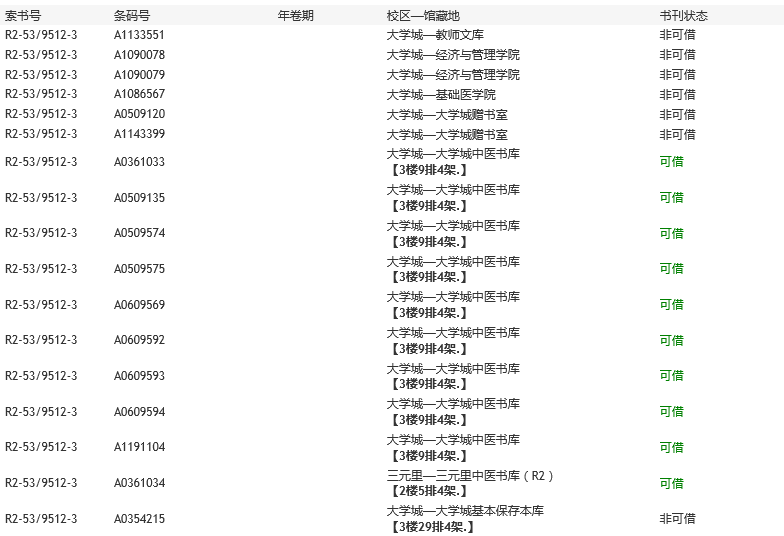 索书号 条码号 年卷期 校区—馆藏地 书刊状态
R2-53/9512-3 A1133551 大学城—教师文库 非可借
R2-53/9512-3 A1090078 大学城—经济与管理学院 非可借
R2-53/9512-3 A1090079 大学城—经济与管理学院 非可借
R2-53/9512-3 A1086567 大学城—基础医学院 非可借
R2-53/9512-3 A0509120 大学城—大学城赠书室 非可借
R2-53/9512-3 A1143399 大学城—大学城赠书室 非可借
R2-53/9512-3 A0361033 大学城—大学城中医书库 可借
【3楼9排4架.】
R2-53/9512-3 A0509135 大学城—大学城中医书库 可借
【3楼9排4架.】
R2-53/9512-3 A0509574 大学城—大学城中医书库 可借
【3楼9排4架.】
R2-53/9512-3 A0509575 大学城—大学城中医书库 可借
【3楼9排4架.】
R2-53/9512-3 A0609569 大学城—大学城中医书库 可借
【3楼9排4架.】
R2-53/9512-3 A0609592 大学城—大学城中医书库 可借
【3楼9排4架.】
R2-53/9512-3 A0609593 大学城—大学城中医书库 可借
【3楼9排4架.】
R2-53/9512-3 A0609594 大学城—大学城中医书库 可借
【3楼9排4架.】
R2-53/9512-3 A1191104 大学城—大学城中医书库 可借
【3楼9排4架.】
R2-53/9512-3 A0361034 三元里—三元里中医书库（R2） 可借
【2楼5排4架.】
R2-53/9512-3 A0354215 大学城—大学城基本保存本库 非可借
【3楼29排4架.】